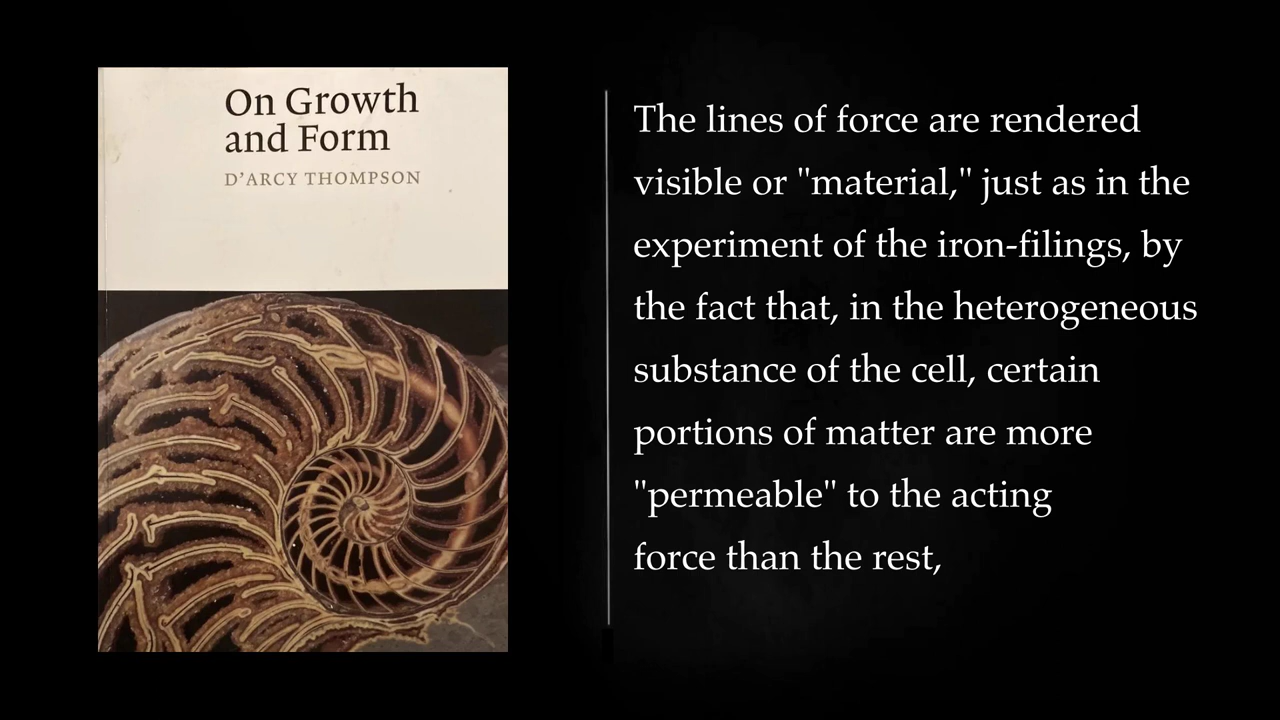 On Growth
and Form
D'ARCY THOMPSON
The lines of force are rendered
visible or "material," just as in the
experiment of the iron-filings, by
the fact that, in the heterogeneous
substance of the cell, certain
portions of matter are more
"permeable" to the acting
force than the rest,